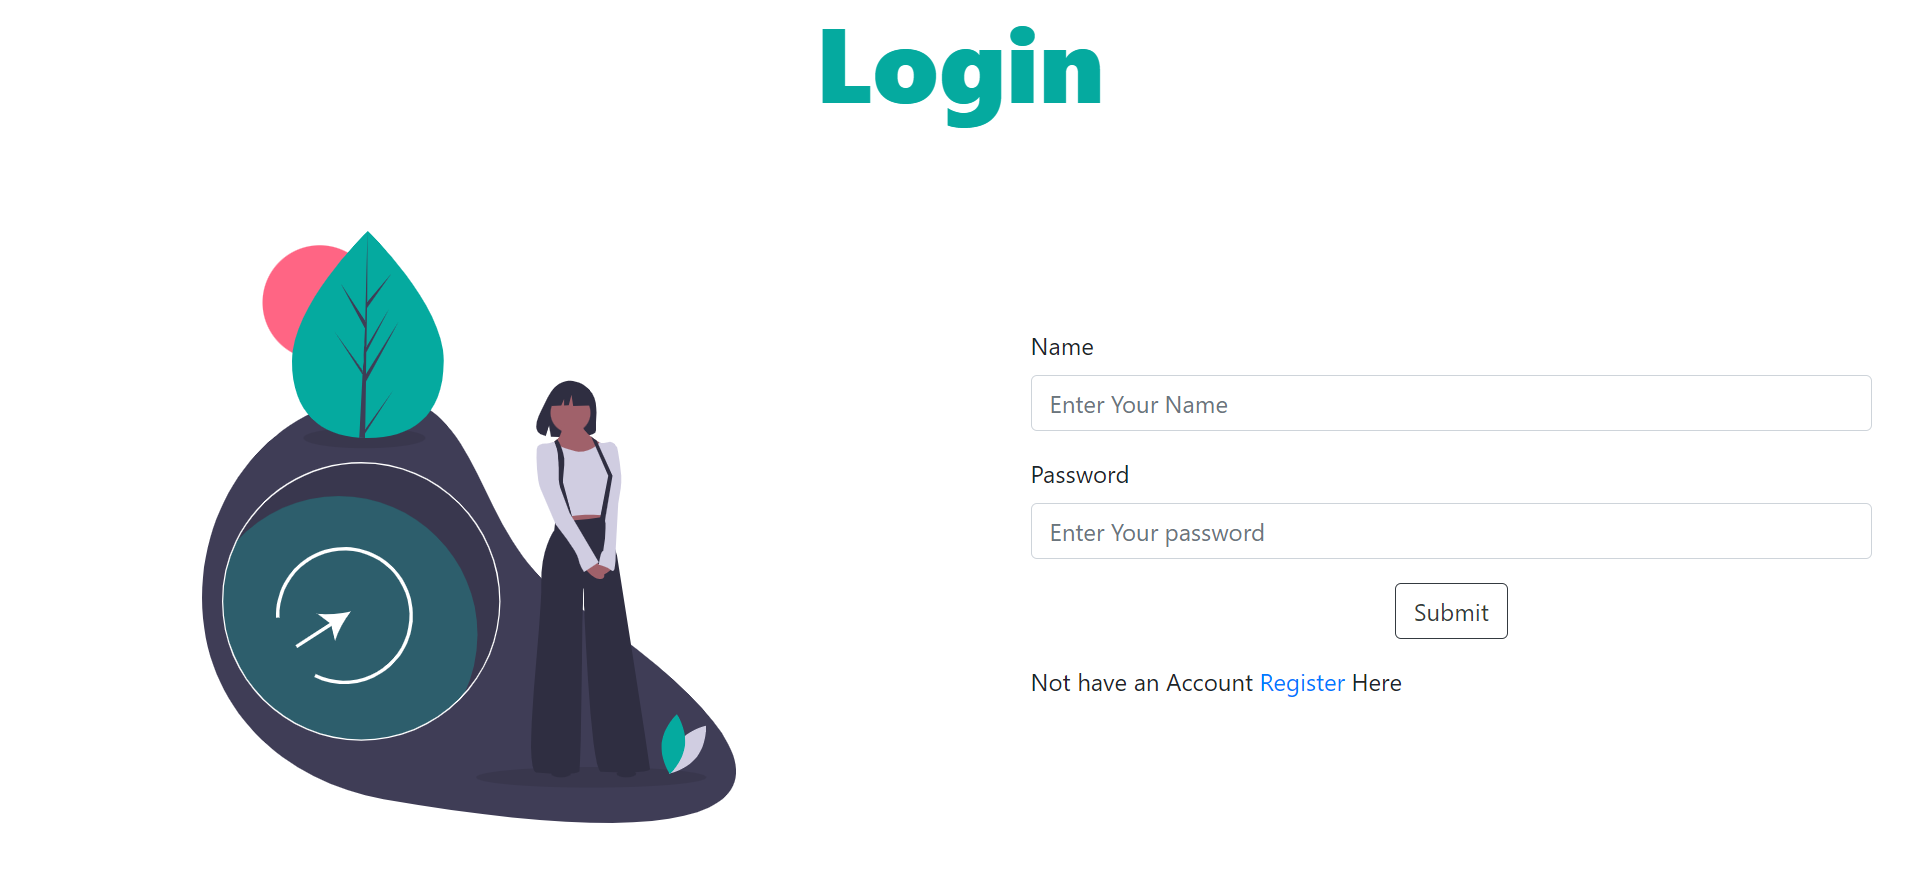 Login
Name
Enter Your Name
Password
Enter Your password
Submit
Not have an Account Register Here